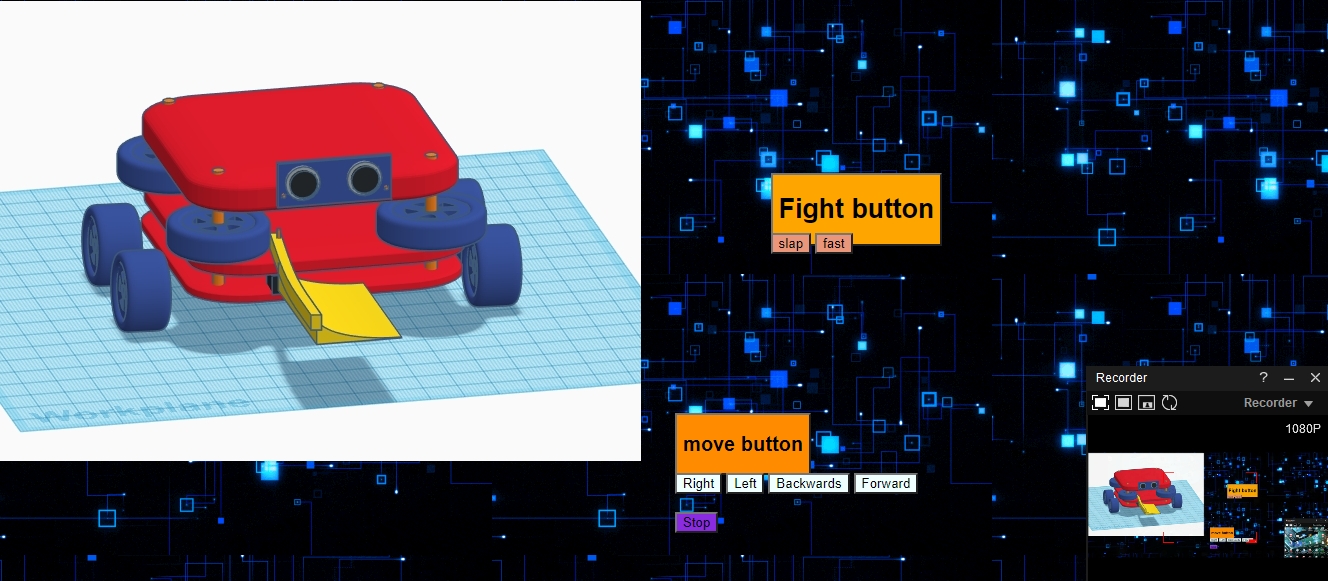 Fight button
slap fast
Workplane
move button
Right Left Backwards Forward
Stop
Recorder ?
Recorder
1080P